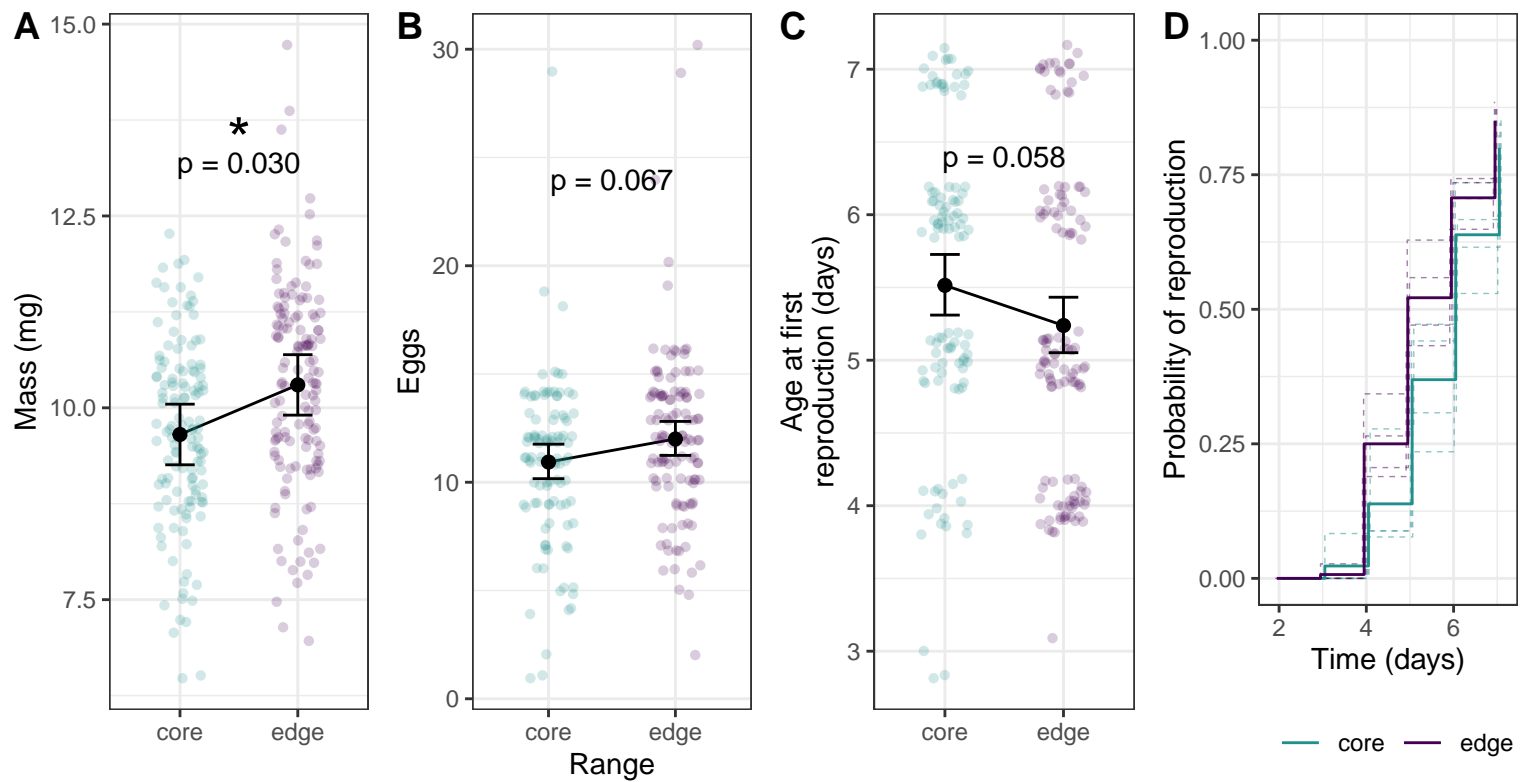 A
Mass (mg)
15.0
12.5
10.0
7.5
*
p = 0.030
core
edge
B
Eggs
30
20
10
0
p = 0.067
core
edge
Range
C
Age at first
reproduction (days)
7
6
5
4
3
p = 0.058
core
edge
D
Probability of reproduction
1.00
0.75
0.50
0.25
0.00
2
4
6
Time (days)
core
edge